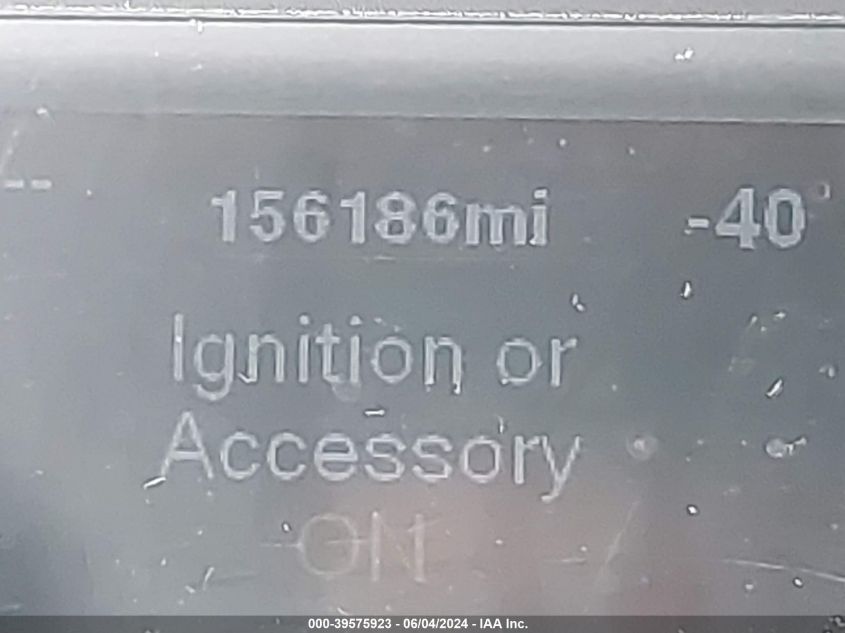 -- 156186mi -40°
Ignition or
Accessory
ON
000-39575923 - 06/04/2024 - IAA Inc.